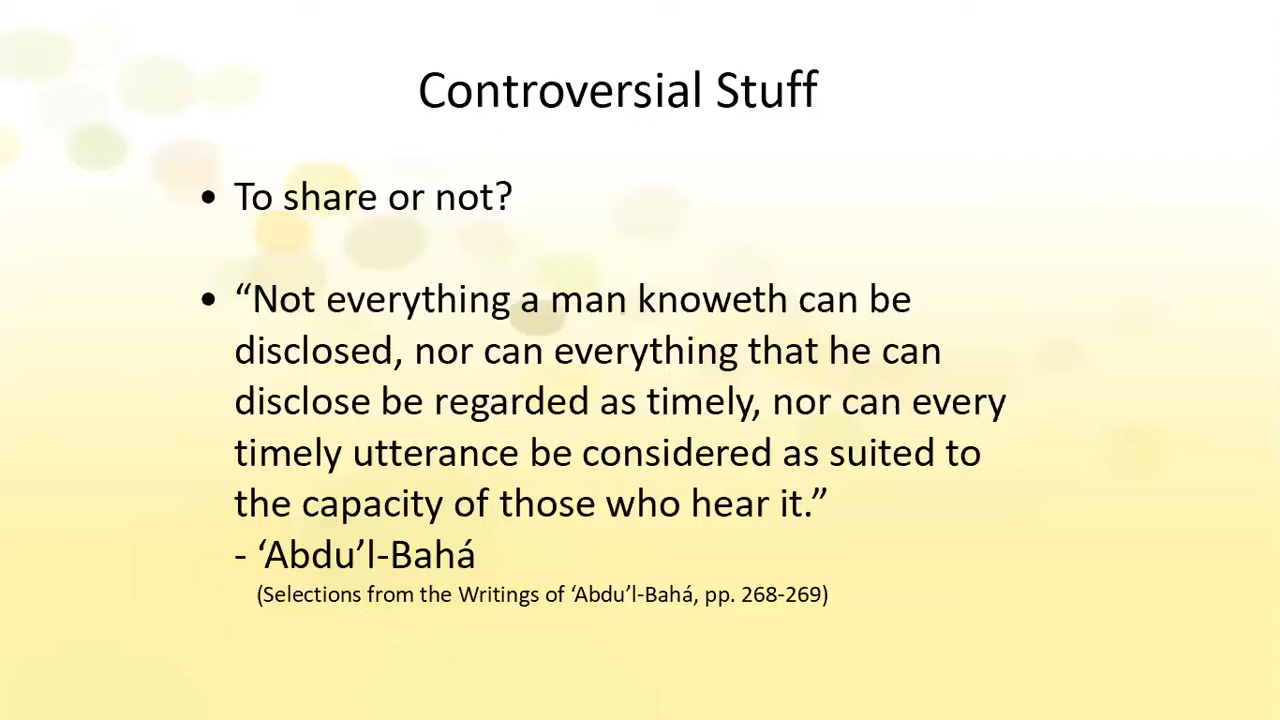 Controversial Stuff
• To share or not?
• “Not everything a man knoweth can be
disclosed, nor can everything that he can
disclose be regarded as timely, nor can every
timely utterance be considered as suited to
the capacity of those who hear it.”
- ‘Abdu’l-Bahá
(Selections from the Writings of ‘Abdu’l-Bahá, pp. 268-269)